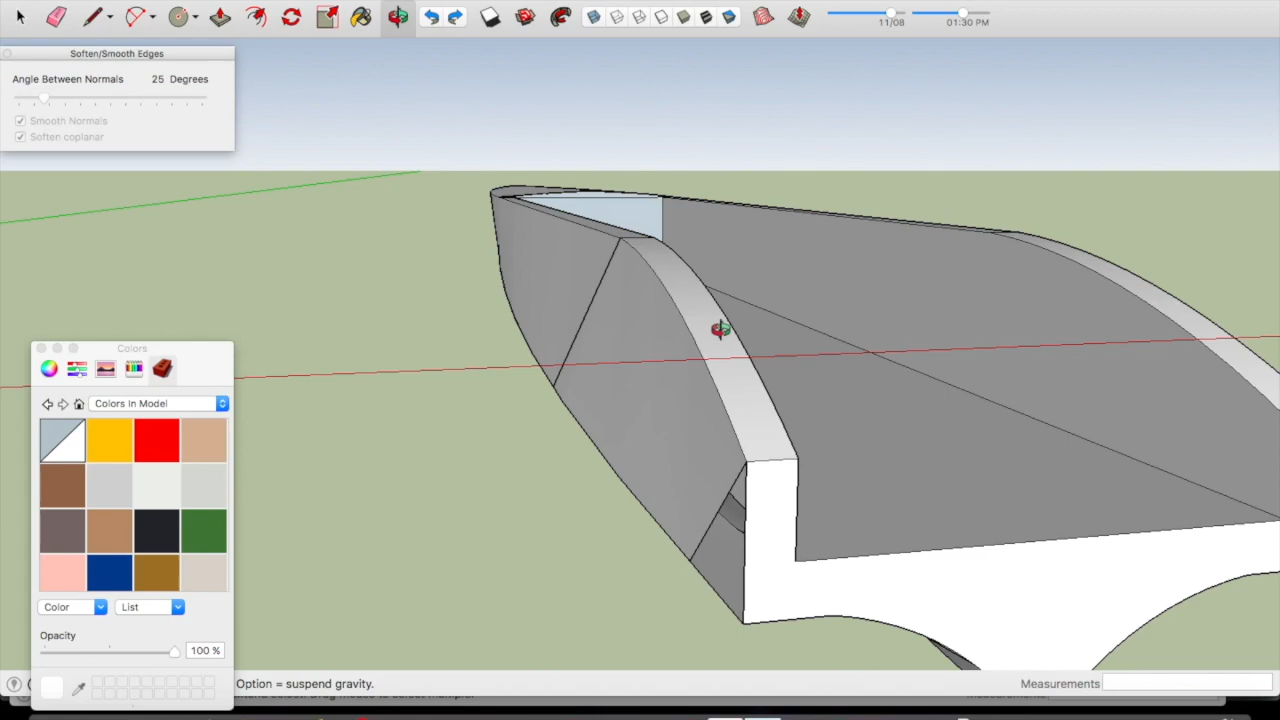 11/08
01:30 PM
Soften/Smooth Edges
Angle Between Normals 25 Degrees
Smooth Normals
Soften coplanar
Colors
Colors In Model
Color
List
Opacity
100 %
Option = suspend gravity.
Measurements